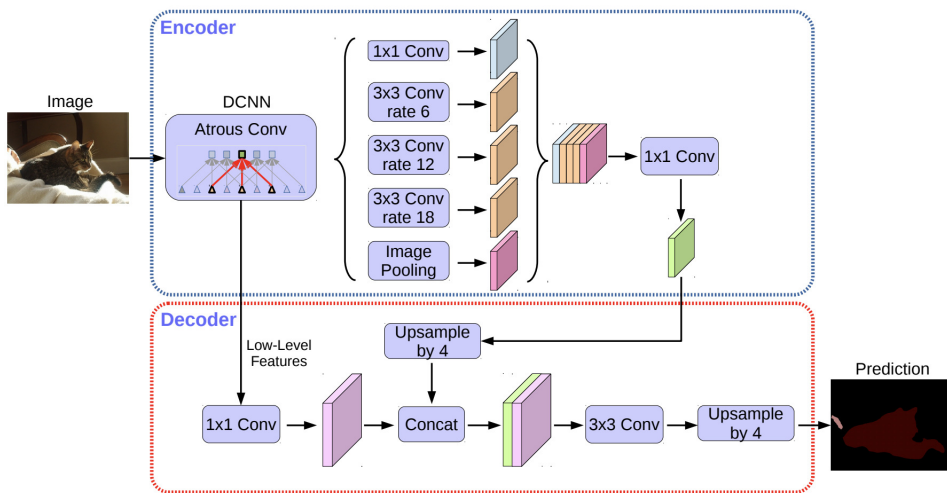 Encoder
Image
DCNN
Atrous Conv
1x1 Conv
3x3 Conv
rate 6
3x3 Conv
rate 12
3x3 Conv
rate 18
Image
Pooling
1x1 Conv
Decoder
Low-Level
Features
Upsample
by 4
1x1 Conv
Concat
3x3 Conv
Upsample
by 4
Prediction